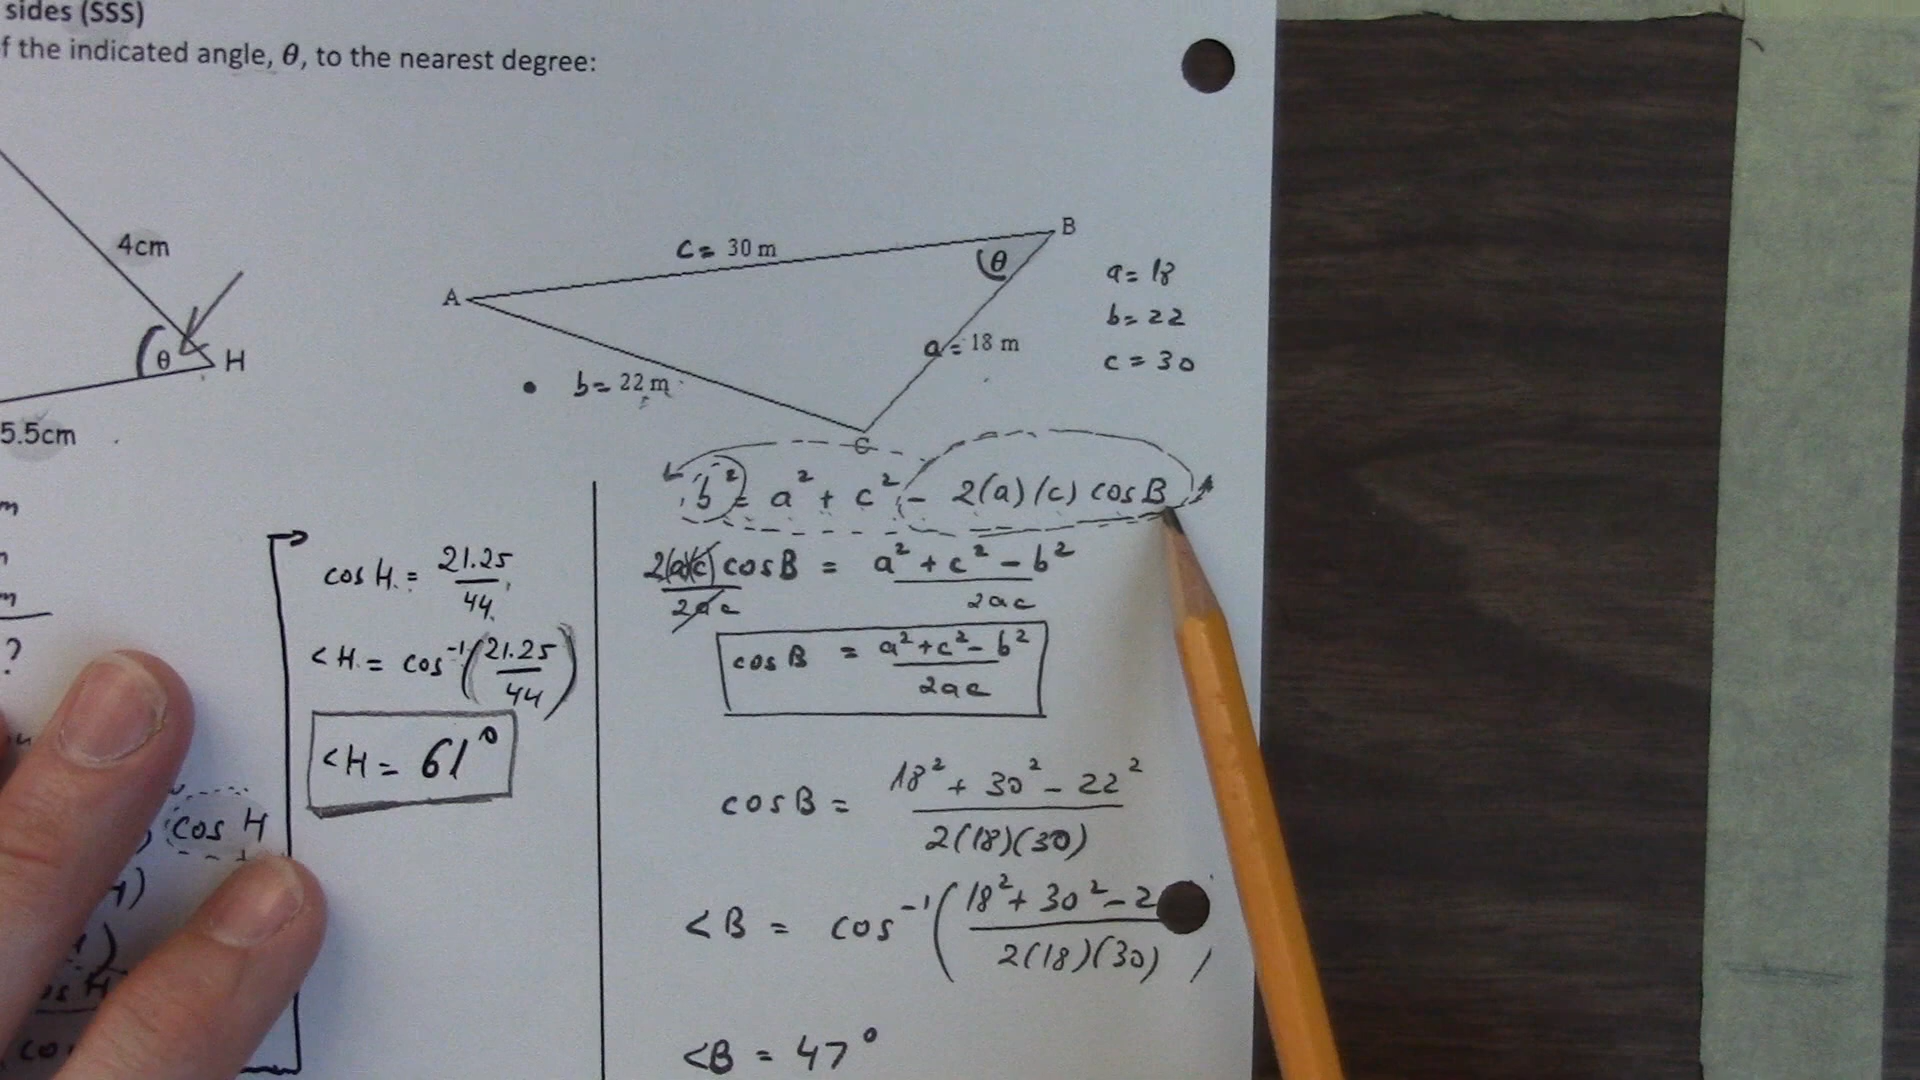 sides (SSS)
f the indicated angle, θ, to the nearest degree:
4cm
θ
H
5.5cm
m
m
?
cos H
cos H. = 21.25
44.
<H. = cos⁻¹(21.25
44)
<H = 61°
A
B
C
c= 30 m
θ
a= 18 m
b= 22 m
a= 18
b= 22
c = 30
b² = a² + c² - 2(a)(c) cosB
2(a)(c) cosB = a² + c² - b²
2ac 2ac
cos B = a²+c²- b²
2ac
cosB = 18² + 30² - 22²
2(18)(30)
<B = cos⁻¹(18²+ 30²- 2
2(18)(30))
<B = 47°